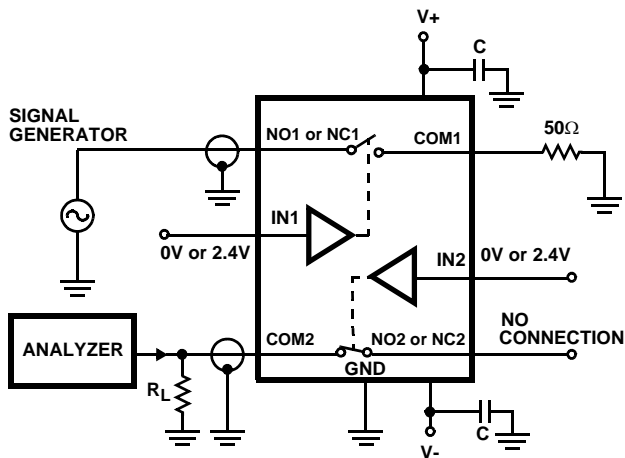 V+
C
SIGNAL
GENERATOR
NO1 or NC1
COM1
50Ω
IN1
0V or 2.4V
IN2
0V or 2.4V
NO
CONNECTION
ANALYZER
COM2
NO2 or NC2
GND
RL
C
V-